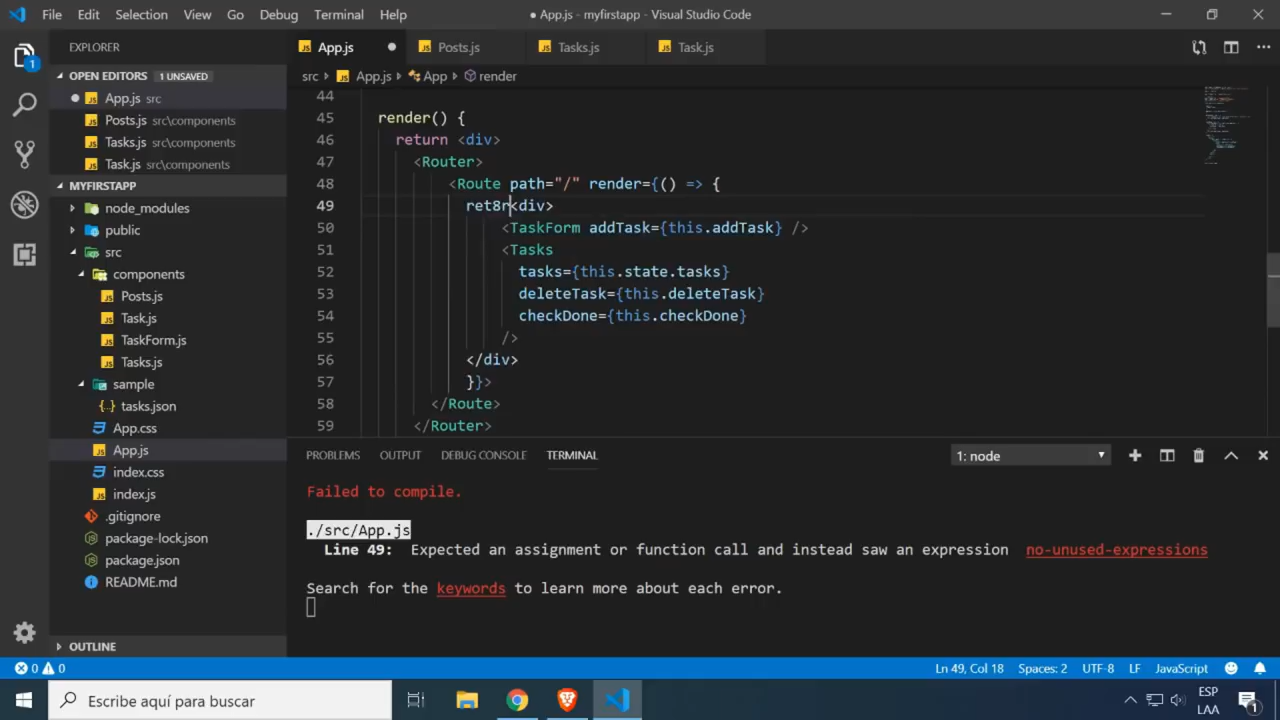 File Edit Selection View Go Debug Terminal Help
● App.js - myfirstapp - Visual Studio Code
EXPLORER
OPEN EDITORS 1 UNSAVED
App.js src
Posts.js src\components
Tasks.js src\components
Task.js src\components
MYFIRSTAPP
node_modules
public
src
components
Posts.js
Task.js
TaskForm.js
Tasks.js
sample
tasks.json
App.css
App.js
index.css
index.js
.gitignore
package-lock.json
package.json
README.md
OUTLINE
App.js Posts.js Tasks.js Task.js
src App.js App render
44
45 render() {
46 return <div>
47 <Router>
48 <Route path="/" render={() => {
49 ret8r<div>
50 <TaskForm addTask={this.addTask} />
51 <Tasks
52 tasks={this.state.tasks}
53 deleteTask={this.deleteTask}
54 checkDone={this.checkDone}
55 />
56 </div>
57 }}>
58 </Route>
59 </Router>
PROBLEMS OUTPUT DEBUG CONSOLE TERMINAL 1: node
Failed to compile.
./src/App.js
Line 49: Expected an assignment or function call and instead saw an expression no-unused-expressions
Search for the keywords to learn more about each error.
0 0 Ln 49, Col 18 Spaces: 2 UTF-8 LF JavaScript
Escribe aquí para buscar
ESP
LAA
1